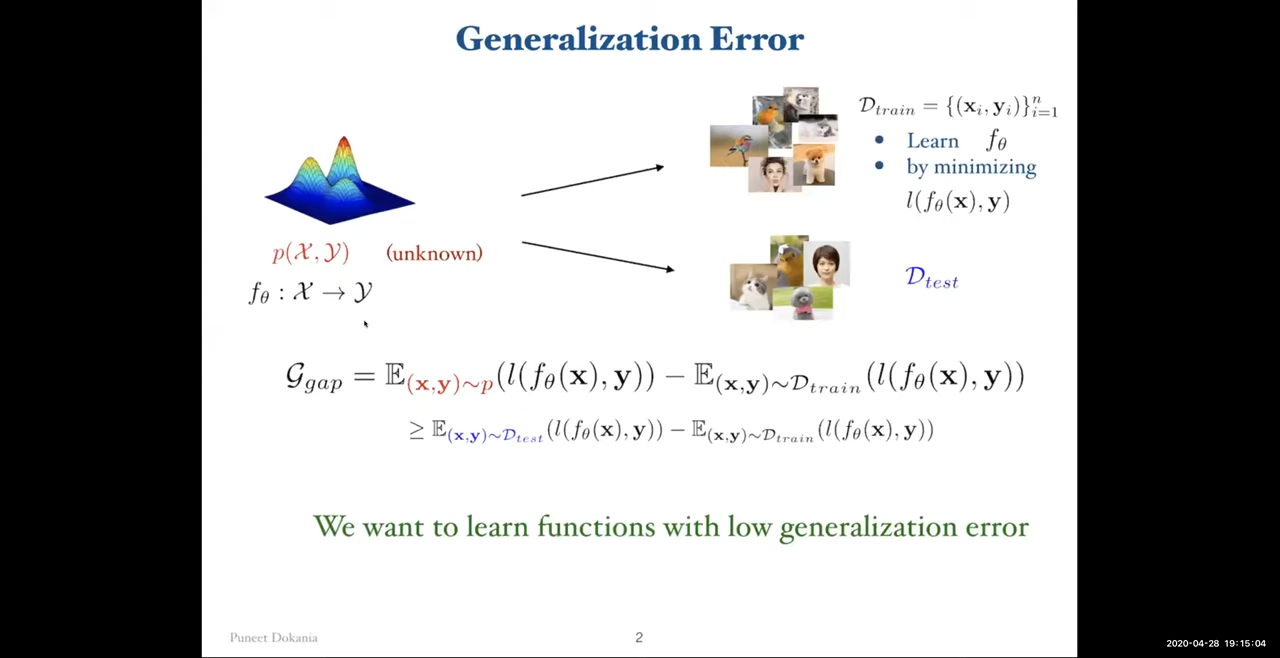 Generalization Error
𝒟_train = {(𝐱_i, 𝐲_i)}_{i=1}^n
• Learn f_θ
• by minimizing
l(f_θ(𝐱), 𝐲)
p(𝒳, 𝒴) (unknown)
f_θ : 𝒳 → 𝒴
𝒟_test
𝒢_gap = 𝔼_{(𝐱,𝐲)∼p}(l(f_θ(𝐱), 𝐲)) − 𝔼_{(𝐱,𝐲)∼𝒟_train}(l(f_θ(𝐱), 𝐲))
≥ 𝔼_{(𝐱,𝐲)∼𝒟_test}(l(f_θ(𝐱), 𝐲)) − 𝔼_{(𝐱,𝐲)∼𝒟_train}(l(f_θ(𝐱), 𝐲))
We want to learn functions with low generalization error
Puneet Dokania
2
2020-04-28 19:15:04